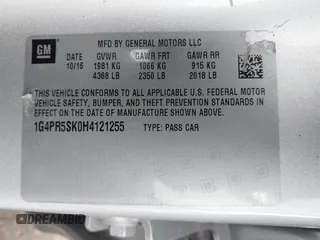 GM
MFD BY GENERAL MOTORS LLC
10/16
GVWR GAWR FRT GAWR RR
1981 KG 1066 KG 915 KG
4368 LB 2350 LB 2018 LB
THIS VEHICLE CONFORMS TO ALL APPLICABLE U.S. FEDERAL MOTOR
VEHICLE SAFETY, BUMPER, AND THEFT PREVENTION STANDARDS
IN EFFECT ON THE DATE OF MANUFACTURE SHOWN ABOVE.
1G4PR5SK0H4121255 TYPE: PASS CAR